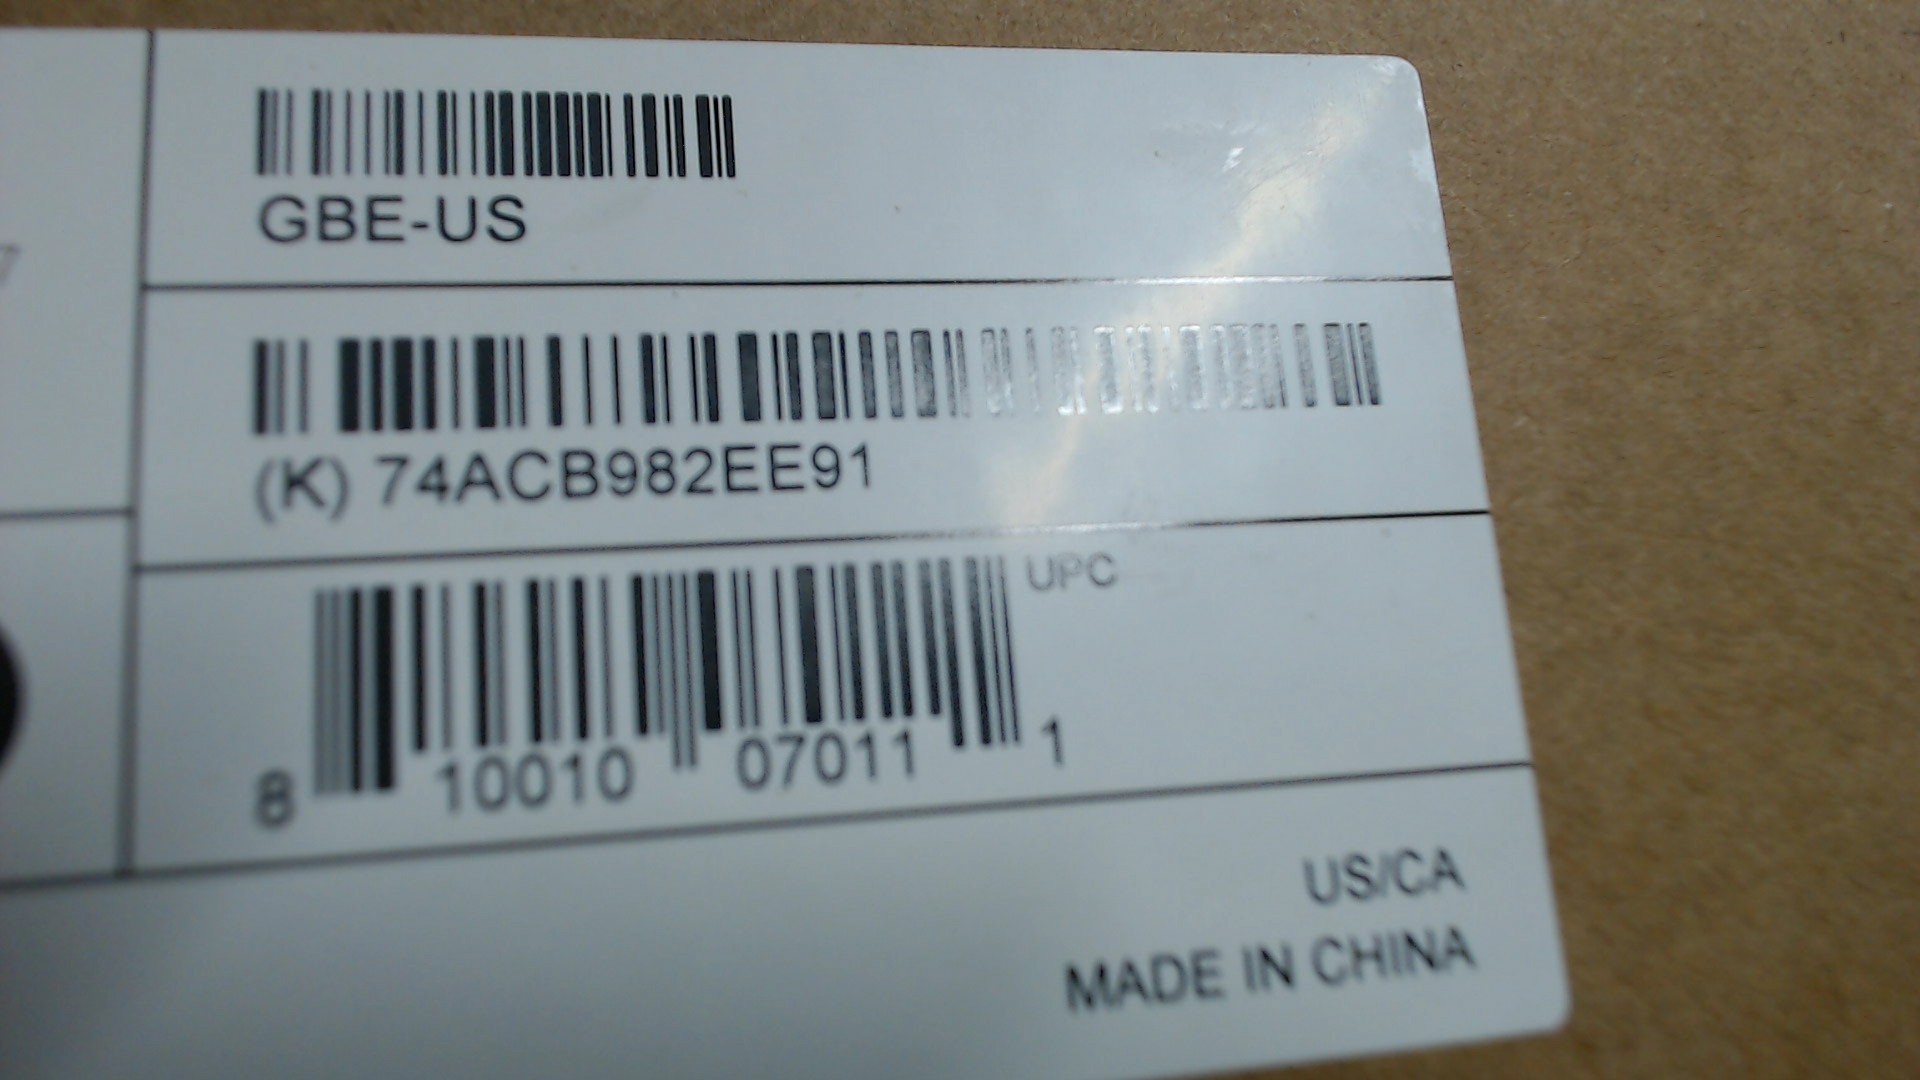 GBE-US
(K) 74ACB982EE91
UPC
8 10010 07011 1
US/CA
MADE IN CHINA